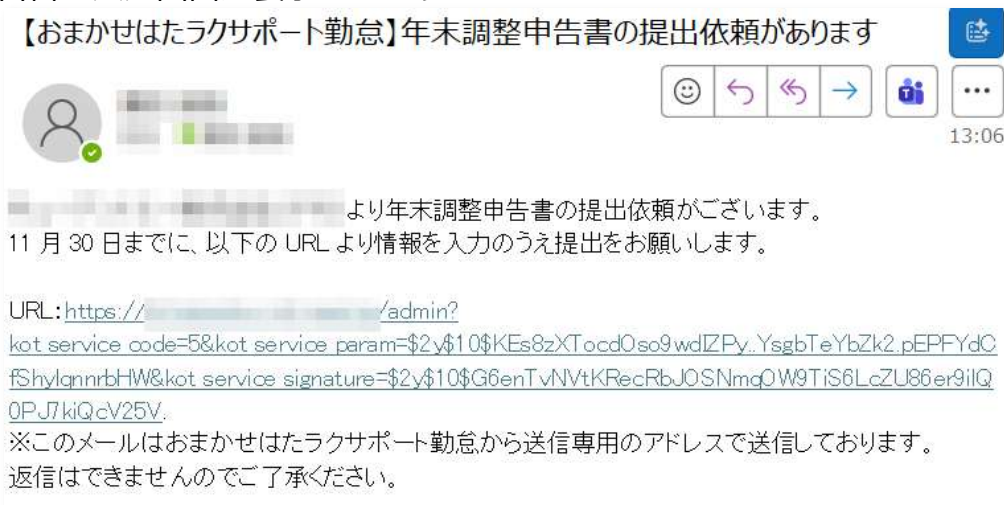 【おまかせはたラクサポート勤怠】年末調整申告書の提出依頼があります
13:06
より年末調整申告書の提出依頼がございます。
11 月 30 日までに、以下の URL より情報を入力のうえ提出をお願いします。
URL:https:// /admin?
kot service code=5&kot service param=$2y$10$KEs8zXTocdOso9wdIZPy..YsgbTeYbZk2.pEPFYdC
fShylqnnrbHW&kot service signature=$2y$10$G6enTvNVtKRecRbJOSNmqOW9TiS6LcZU86er9ilQ
0PJ7kiQcV25V.
※このメールはおまかせはたラクサポート勤怠から送信専用のアドレスで送信しております。
返信はできませんのでご了承ください。